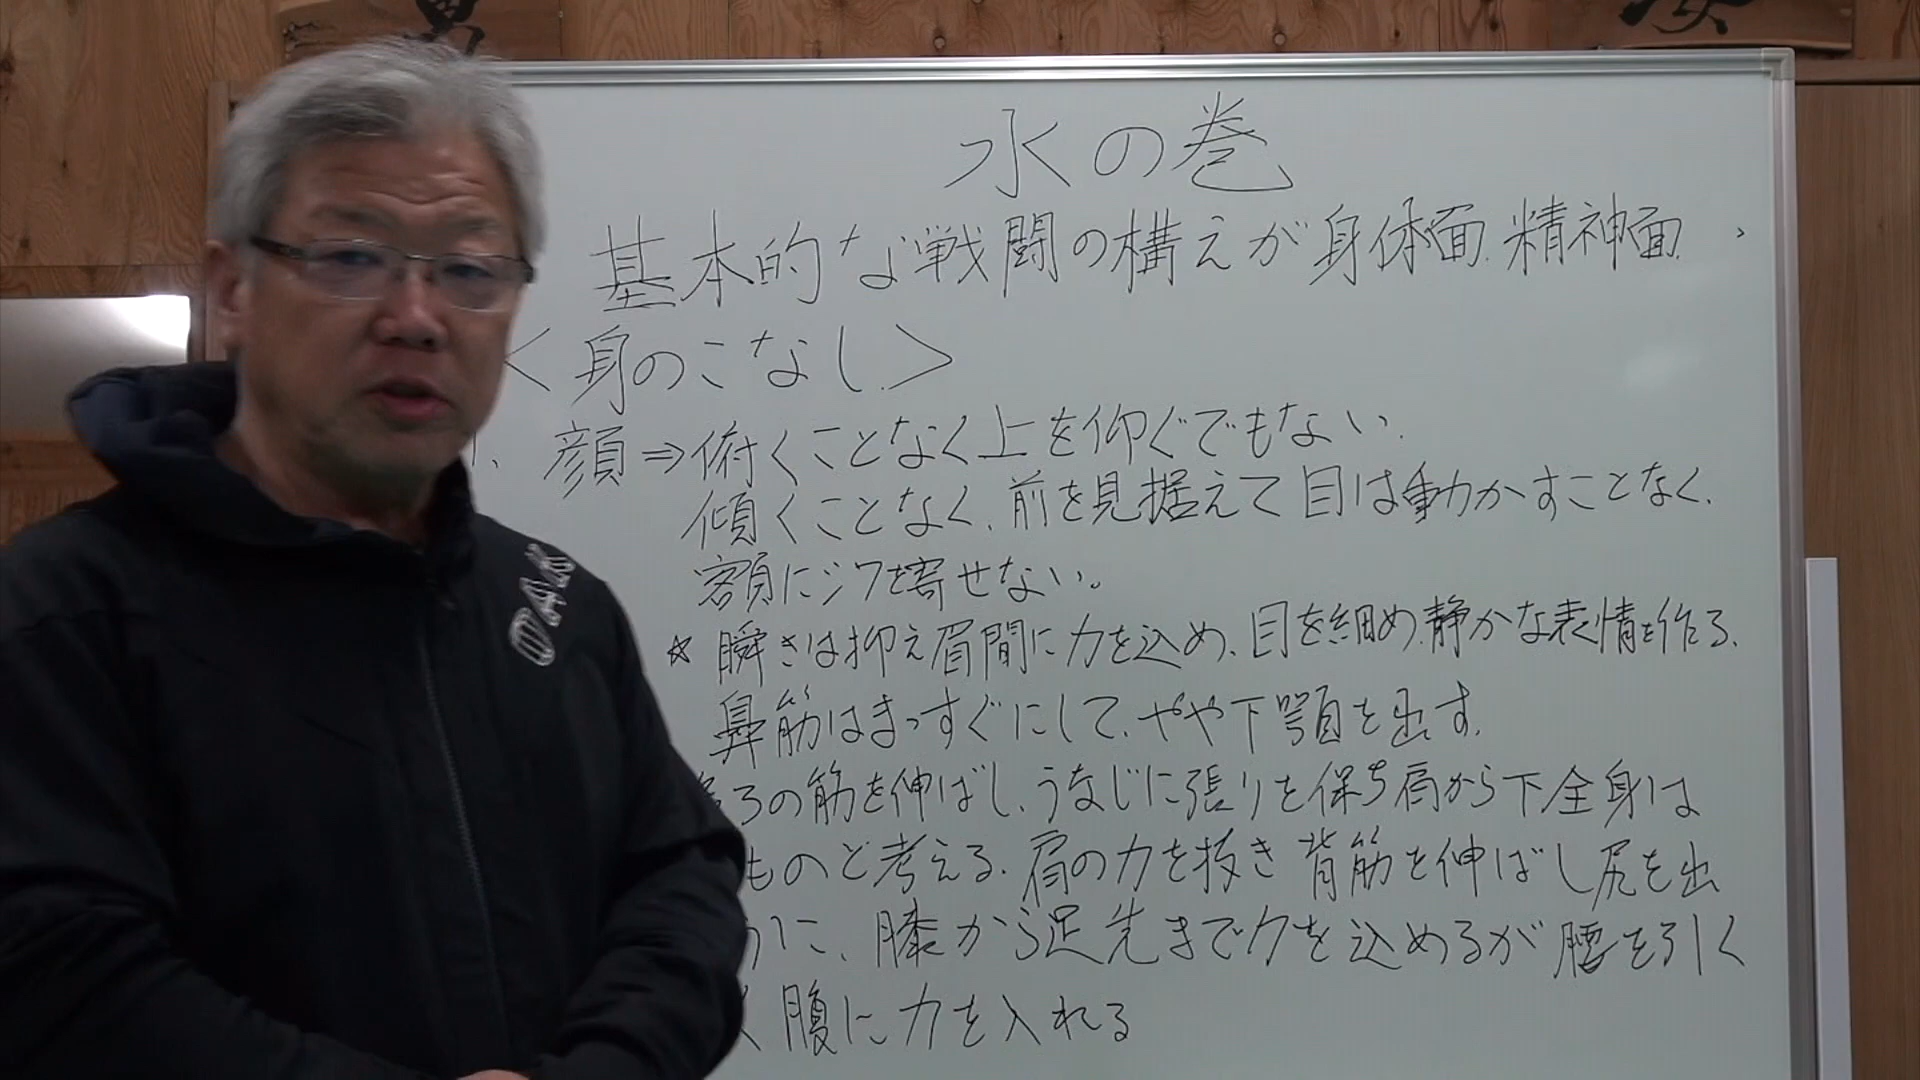 水の巻
基本的な戦闘の構えが身体面、精神面、
<身のこなし>
1. 顔⇒俯くことなく上を仰ぐでもない。
傾くことなく、前を見据えて目は動かすことなく、
額にシワを寄せない。
☆ 瞬きは抑え眉間に力を込め、目を細め、静かな表情を作る、
鼻筋はまっすぐにして、やや下顎を出す。
ろの筋を伸ばし、うなじに張りを保ち肩から下全身は
ものと考える、肩の力を抜き 背筋を伸ばし尻を出
うに、膝から足先まで力を込めるが腰を引く
く腹に力を入れる
OAK